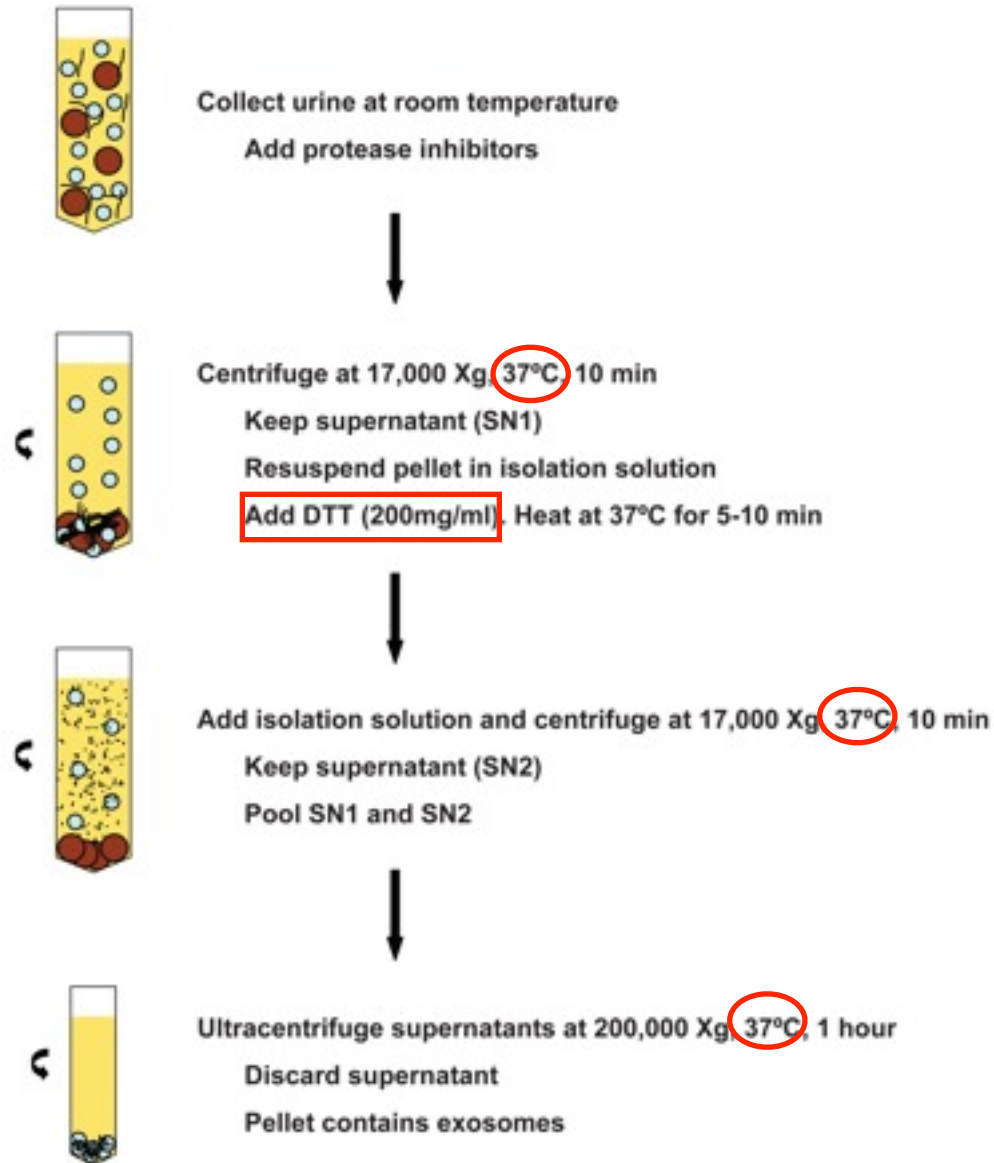 Collect urine at room temperature
Add protease inhibitors
Centrifuge at 17,000 Xg, 37ºC, 10 min
Keep supernatant (SN1)
Resuspend pellet in isolation solution
Add DTT (200mg/ml). Heat at 37ºC for 5-10 min
Add isolation solution and centrifuge at 17,000 Xg, 37ºC, 10 min
Keep supernatant (SN2)
Pool SN1 and SN2
Ultracentrifuge supernatants at 200,000 Xg, 37ºC, 1 hour
Discard supernatant
Pellet contains exosomes